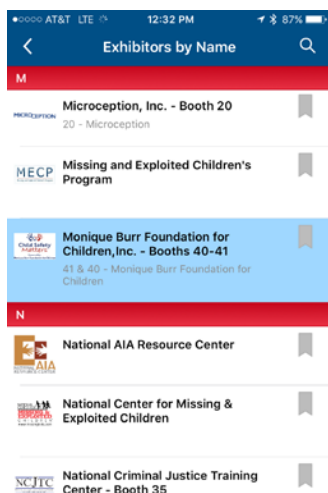 AT&T LTE 12:32 PM 87%
Exhibitors by Name
M
MICROCEPTION
Microception, Inc. - Booth 20
20 - Microception
MECP
Missing and Exploited Children's
Program
Child Safety
Matters
Monique Burr Foundation for
Children,Inc. - Booths 40-41
41 & 40 - Monique Burr Foundation for
Children
N
AIA
National AIA Resource Center
National Center for Missing &
Exploited Children
NCJTC
National Criminal Justice Training
Center - Booth 35